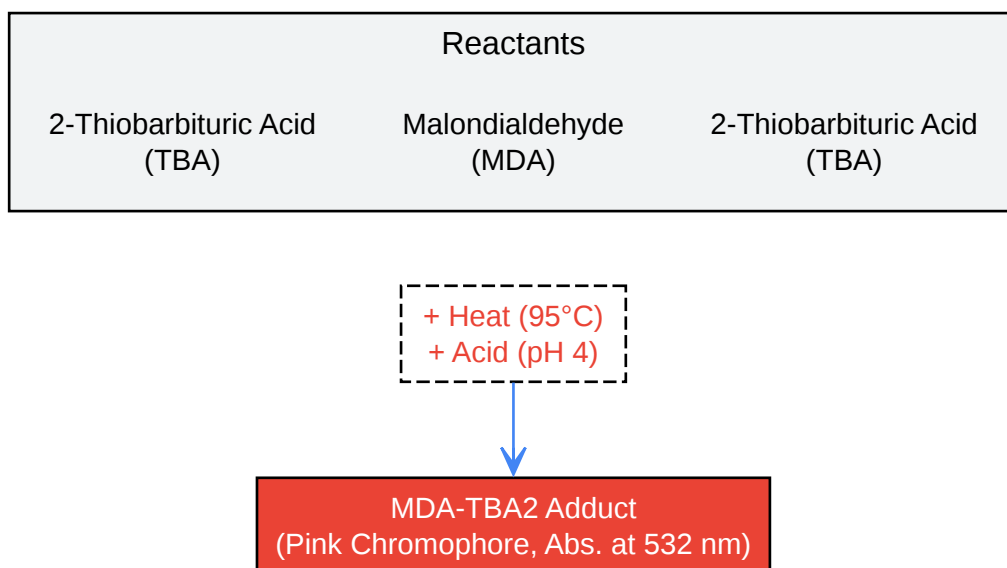 Reactants
2-Thiobarbituric Acid
(TBA)
Malondialdehyde
(MDA)
2-Thiobarbituric Acid
(TBA)
+ Heat (95°C)
+ Acid (pH 4)
MDA-TBA2 Adduct
(Pink Chromophore, Abs. at 532 nm)